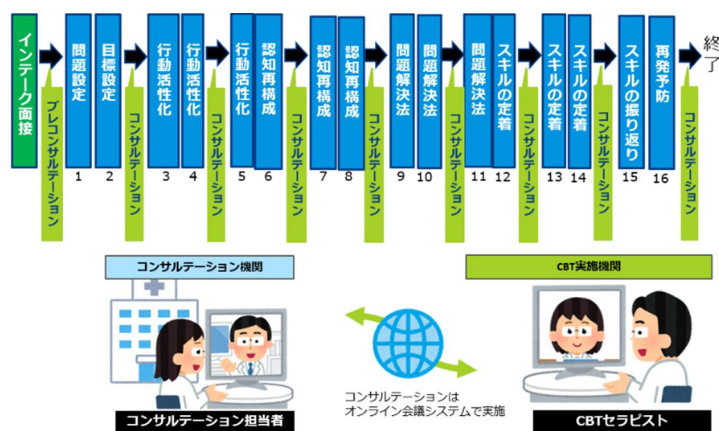 インテーク面接
プレコンサルテーション
問題設定
1
目標設定
2
コンサルテーション
行動活性化
3
行動活性化
4
コンサルテーション
行動活性化
5
認知再構成
6
コンサルテーション
認知再構成
7
認知再構成
8
コンサルテーション
問題解決法
9
問題解決法
10
コンサルテーション
問題解決法
11
スキルの定着
12
コンサルテーション
スキルの定着
13
スキルの定着
14
コンサルテーション
スキルの振り返り
15
再発予防
16
コンサルテーション
終了
コンサルテーション機関
CBT実施機関
コンサルテーションは
オンライン会議システムで実施
コンサルテーション担当者
CBTセラピスト